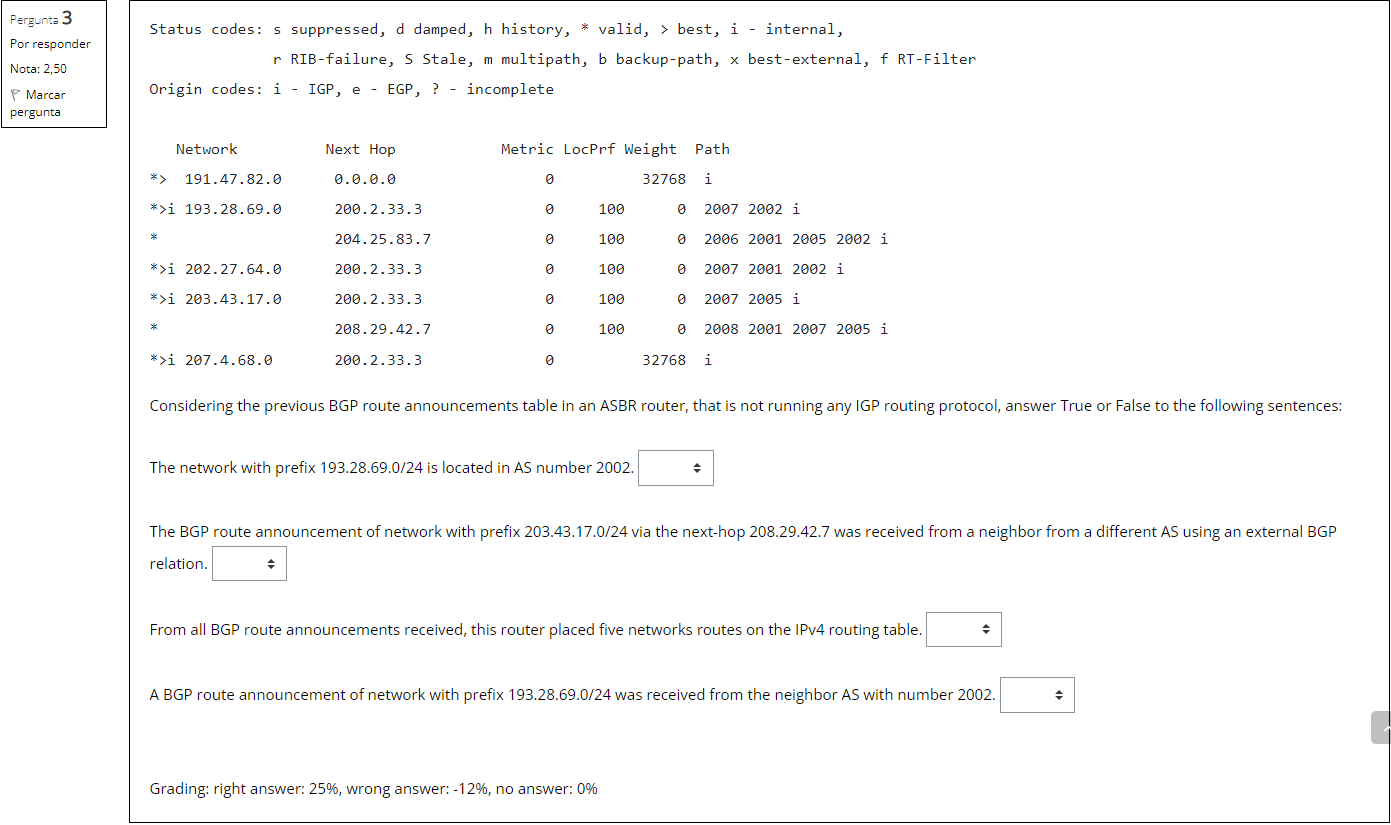 Pergunta 3
Por responder
Nota: 2,50
Marcar
pergunta
Status codes: s suppressed, d damped, h history, * valid, > best, i - internal,
r RIB-failure, S Stale, m multipath, b backup-path, x best-external, f RT-Filter
Origin codes: i - IGP, e - EGP, ? - incomplete
Network Next Hop Metric LocPrf Weight Path
*> 191.47.82.0 0.0.0.0 0 32768 i
*>i 193.28.69.0 200.2.33.3 0 100 0 2007 2002 i
* 204.25.83.7 0 100 0 2006 2001 2005 2002 i
*>i 202.27.64.0 200.2.33.3 0 100 0 2007 2001 2002 i
*>i 203.43.17.0 200.2.33.3 0 100 0 2007 2005 i
* 208.29.42.7 0 100 0 2008 2001 2007 2005 i
*>i 207.4.68.0 200.2.33.3 0 32768 i
Considering the previous BGP route announcements table in an ASBR router, that is not running any IGP routing protocol, answer True or False to the following sentences:
The network with prefix 193.28.69.0/24 is located in AS number 2002.
The BGP route announcement of network with prefix 203.43.17.0/24 via the next-hop 208.29.42.7 was received from a neighbor from a different AS using an external BGP
relation.
From all BGP route announcements received, this router placed five networks routes on the IPv4 routing table.
A BGP route announcement of network with prefix 193.28.69.0/24 was received from the neighbor AS with number 2002.
Grading: right answer: 25%, wrong answer: -12%, no answer: 0%